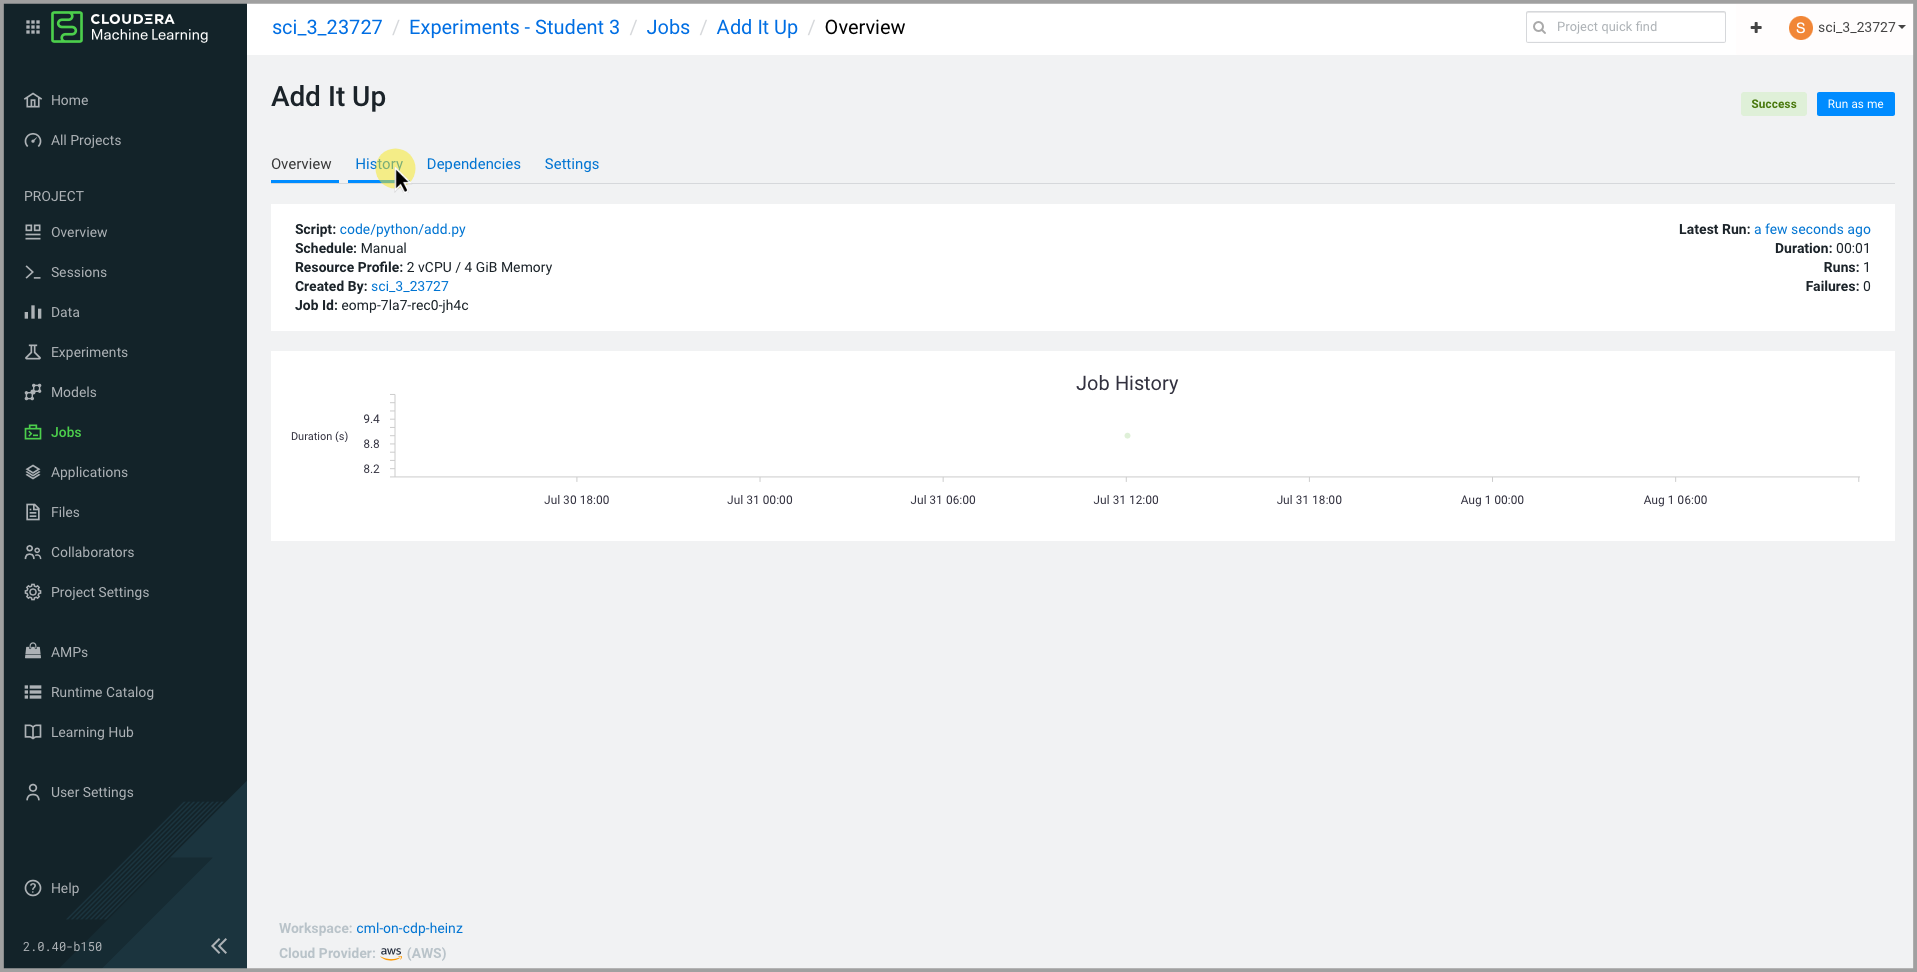 CLOUDERA
Machine Learning
sci_3_23727 / Experiments - Student 3 / Jobs / Add It Up / Overview
Project quick find
+
S
sci_3_23727
Home
All Projects
PROJECT
Overview
Sessions
Data
Experiments
Models
Jobs
Applications
Files
Collaborators
Project Settings
AMPs
Runtime Catalog
Learning Hub
User Settings
Help
2.0.40-b150
Add It Up
Success
Run as me
Overview
History
Dependencies
Settings
Script: code/python/add.py
Schedule: Manual
Resource Profile: 2 vCPU / 4 GiB Memory
Created By: sci_3_23727
Job Id: eomp-7la7-rec0-jh4c
Latest Run: a few seconds ago
Duration: 00:01
Runs: 1
Failures: 0
Job History
Duration (s)
9.4
8.8
8.2
Jul 30 18:00
Jul 31 00:00
Jul 31 06:00
Jul 31 12:00
Jul 31 18:00
Aug 1 00:00
Aug 1 06:00
Workspace: cml-on-cdp-heinz
Cloud Provider: aws (AWS)